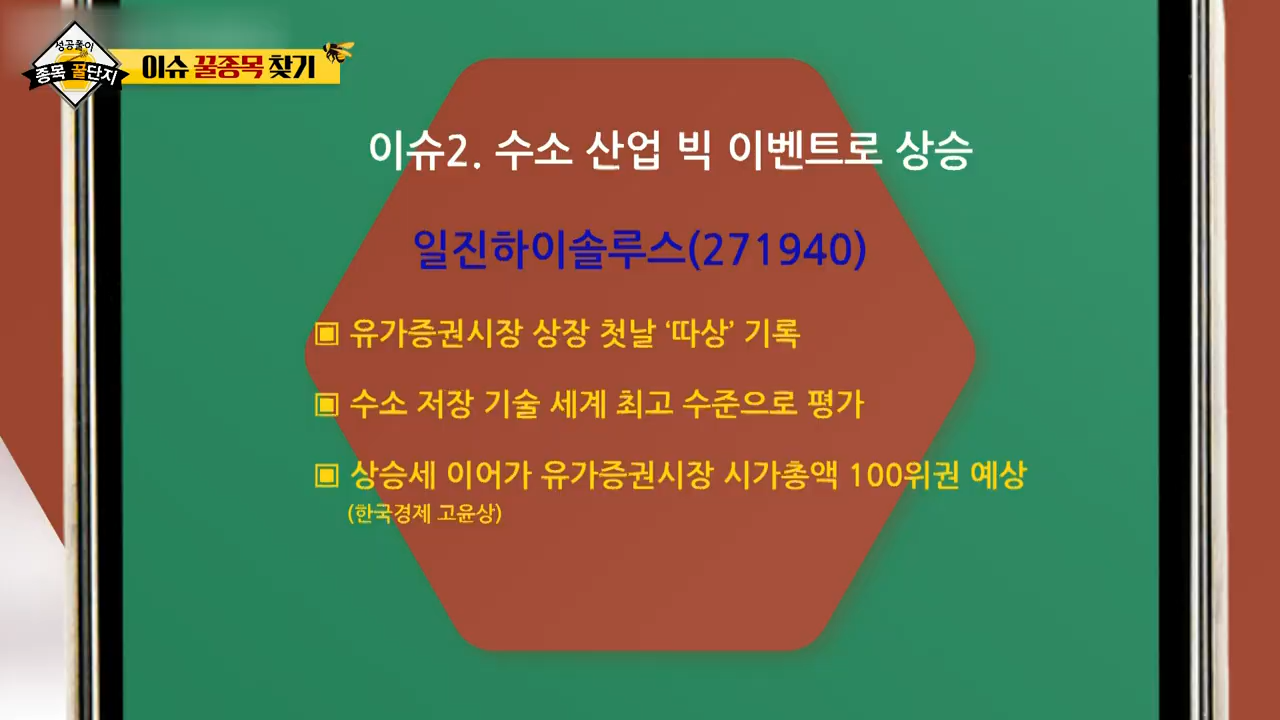 성공풀이
종목 꿀단지
이슈 꿀종목 찾기
이슈2. 수소 산업 빅 이벤트로 상승
일진하이솔루스(271940)
▣ 유가증권시장 상장 첫날 ‘따상’ 기록
▣ 수소 저장 기술 세계 최고 수준으로 평가
▣ 상승세 이어가 유가증권시장 시가총액 100위권 예상
(한국경제 고윤상)